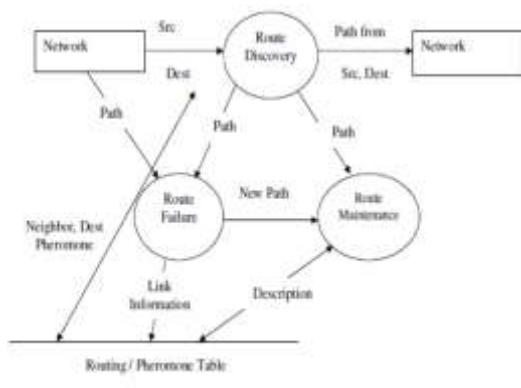 Network
Src
Dest
Route
Discovery
Path from
Src, Dest
Network
Path
Path
Path
Route
Failure
New Path
Route
Maintenance
Neighbor, Dest
Pheromone
Link
Information
Description
Routing / Pheromone Table